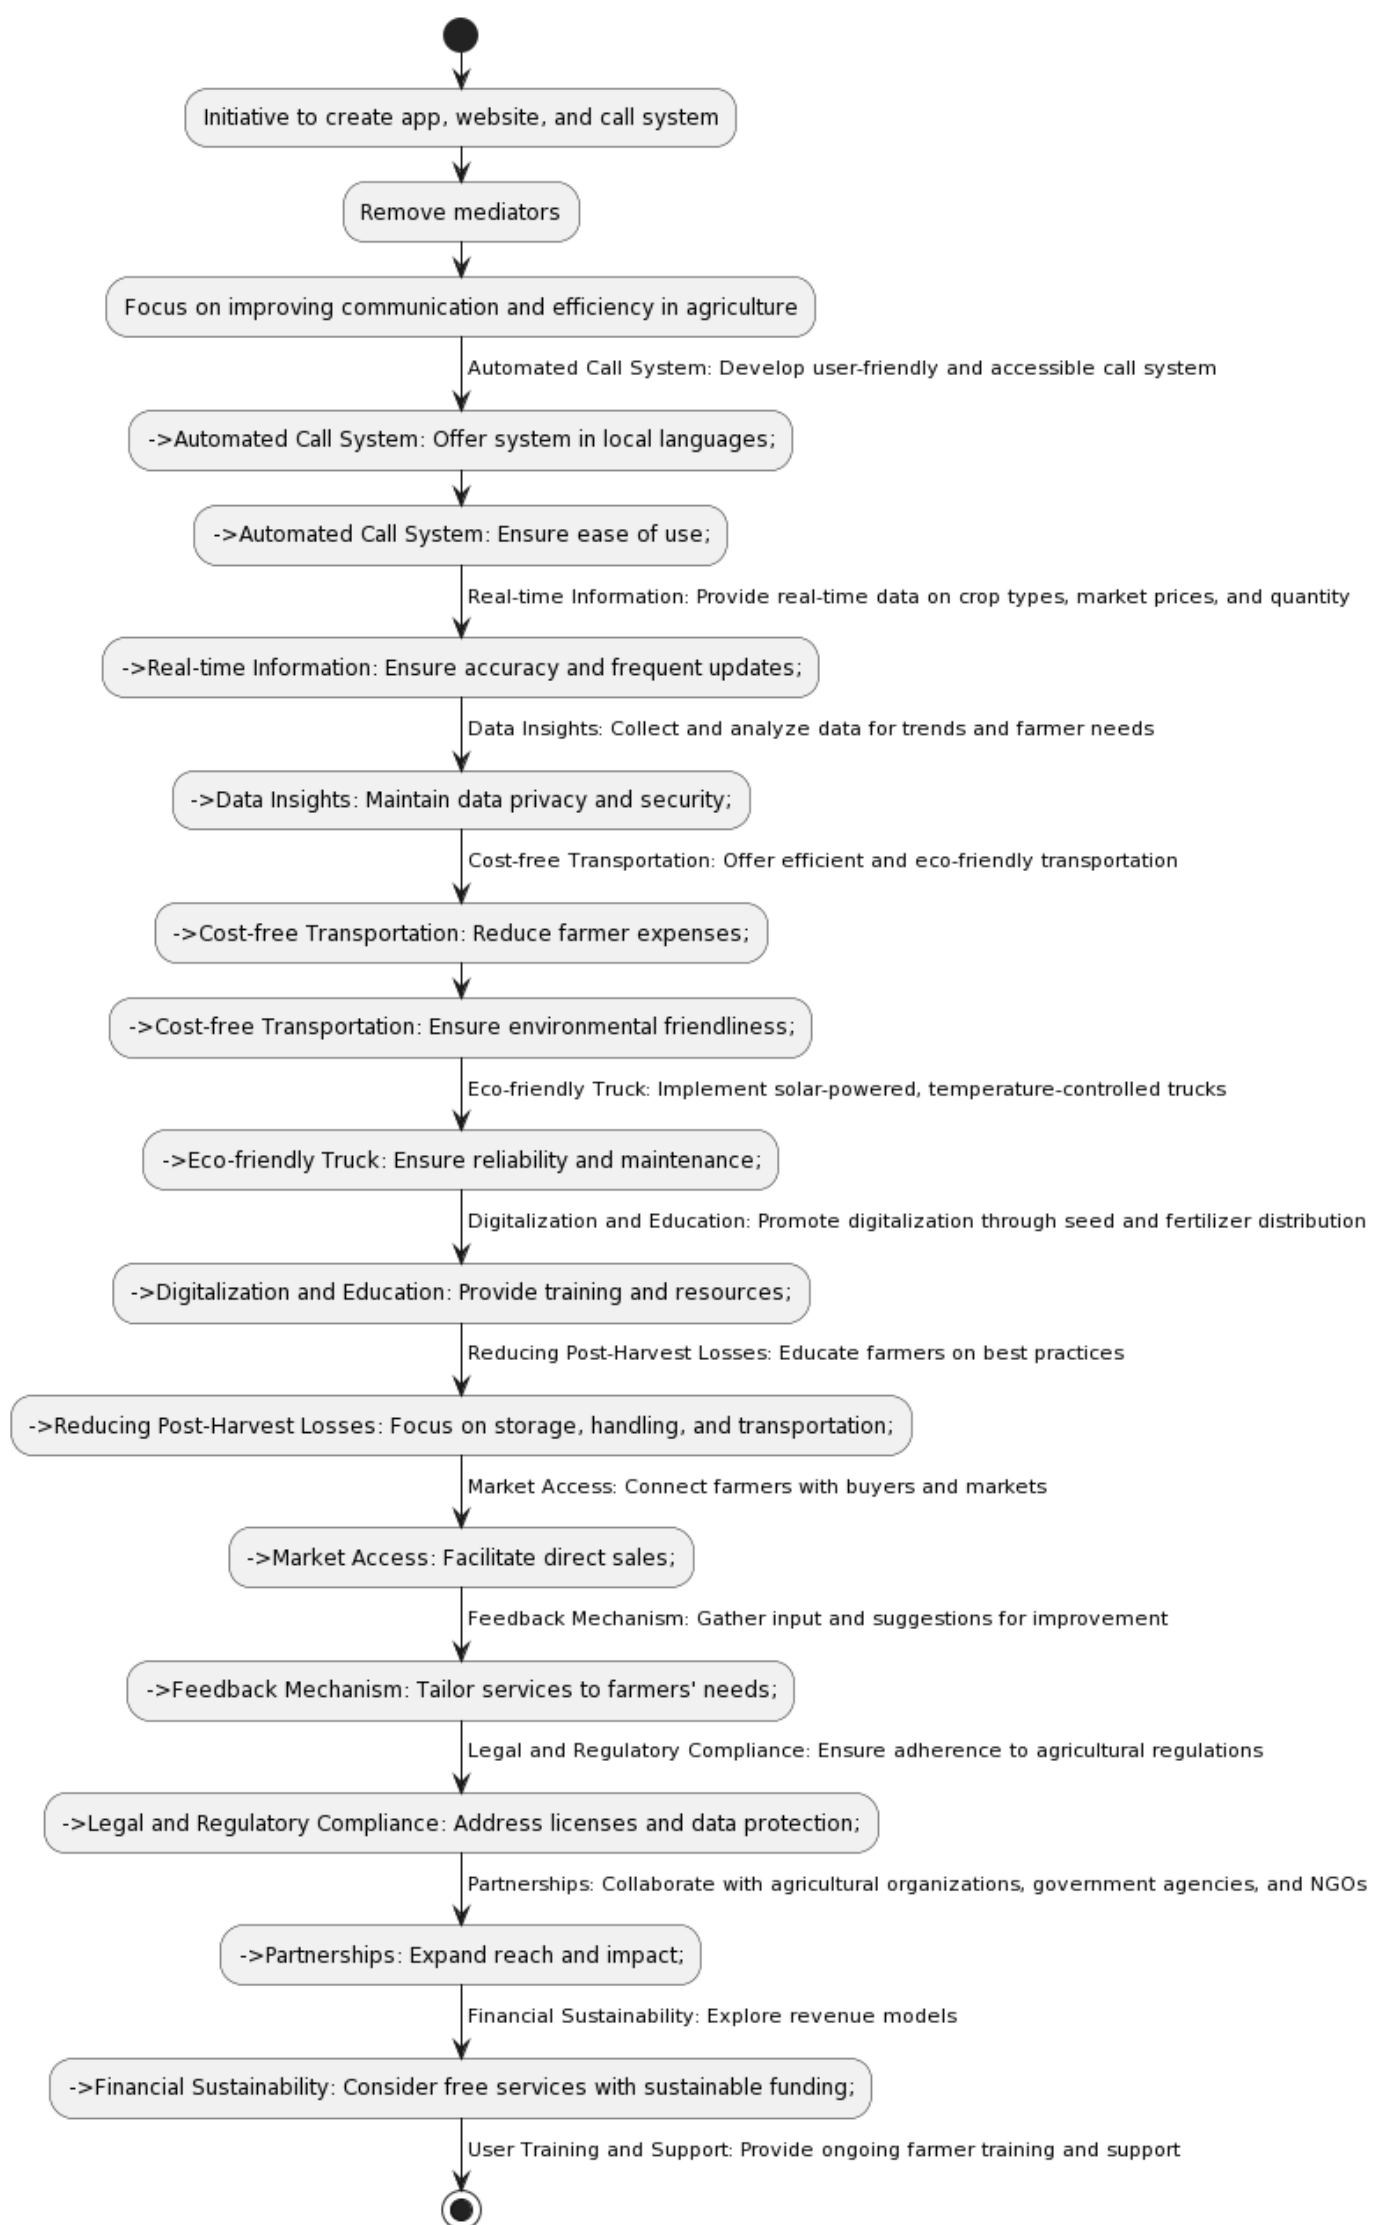 Initiative to create app, website, and call system
Remove mediators
Focus on improving communication and efficiency in agriculture
Automated Call System: Develop user-friendly and accessible call system
->Automated Call System: Offer system in local languages;
->Automated Call System: Ensure ease of use;
Real-time Information: Provide real-time data on crop types, market prices, and quantity
->Real-time Information: Ensure accuracy and frequent updates;
Data Insights: Collect and analyze data for trends and farmer needs
->Data Insights: Maintain data privacy and security;
Cost-free Transportation: Offer efficient and eco-friendly transportation
->Cost-free Transportation: Reduce farmer expenses;
->Cost-free Transportation: Ensure environmental friendliness;
Eco-friendly Truck: Implement solar-powered, temperature-controlled trucks
->Eco-friendly Truck: Ensure reliability and maintenance;
Digitalization and Education: Promote digitalization through seed and fertilizer distribution
->Digitalization and Education: Provide training and resources;
Reducing Post-Harvest Losses: Educate farmers on best practices
->Reducing Post-Harvest Losses: Focus on storage, handling, and transportation;
Market Access: Connect farmers with buyers and markets
->Market Access: Facilitate direct sales;
Feedback Mechanism: Gather input and suggestions for improvement
->Feedback Mechanism: Tailor services to farmers' needs;
Legal and Regulatory Compliance: Ensure adherence to agricultural regulations
->Legal and Regulatory Compliance: Address licenses and data protection;
Partnerships: Collaborate with agricultural organizations, government agencies, and NGOs
->Partnerships: Expand reach and impact;
Financial Sustainability: Explore revenue models
->Financial Sustainability: Consider free services with sustainable funding;
User Training and Support: Provide ongoing farmer training and support